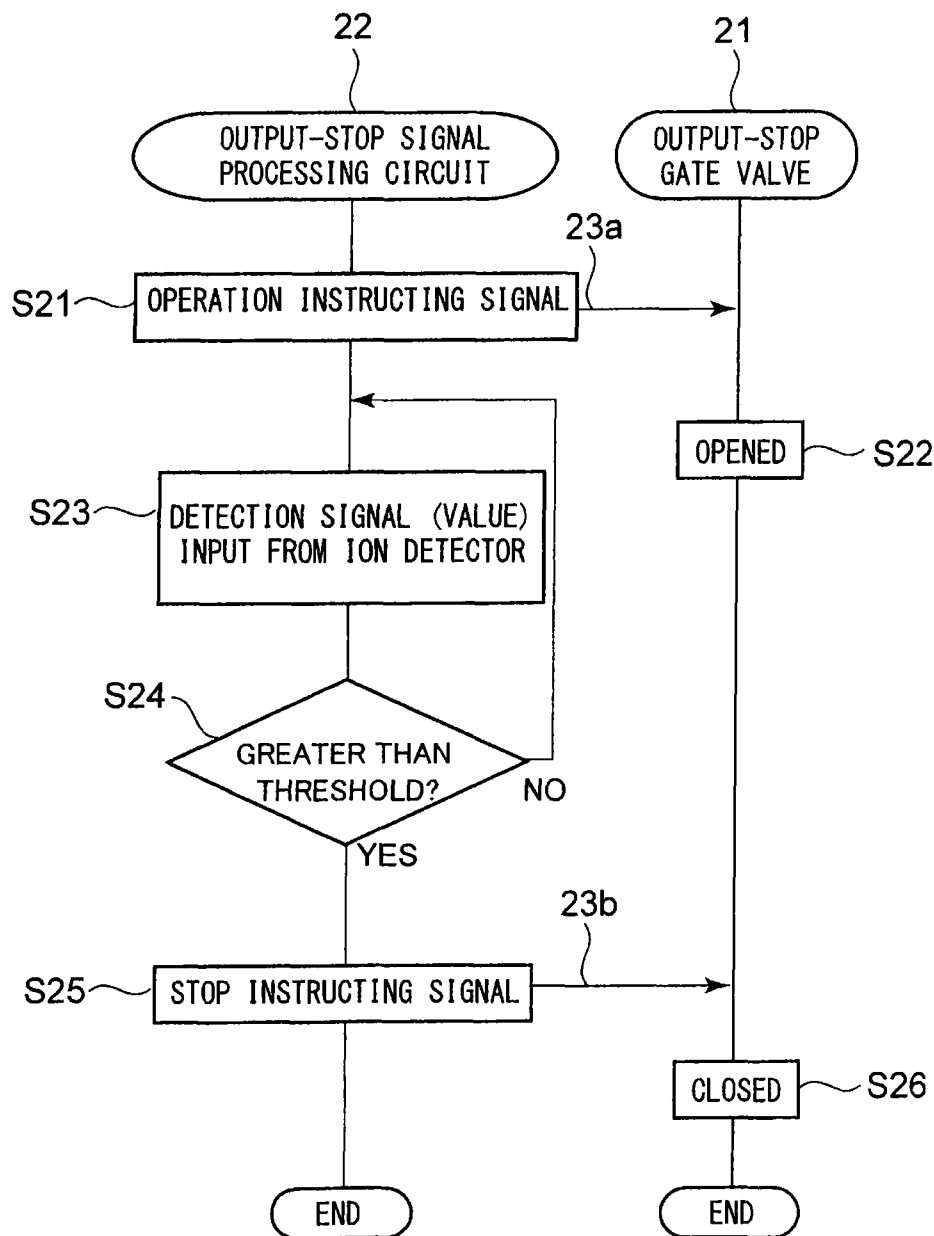 22
21
OUTPUT-STOP SIGNAL
PROCESSING CIRCUIT
OUTPUT-STOP
GATE VALVE
23a
S21
OPERATION INSTRUCTING SIGNAL
OPENED
S22
S23
DETECTION SIGNAL (VALUE)
INPUT FROM ION DETECTOR
S24
GREATER THAN
THRESHOLD?
NO
YES
23b
S25
STOP INSTRUCTING SIGNAL
CLOSED
S26
END
END